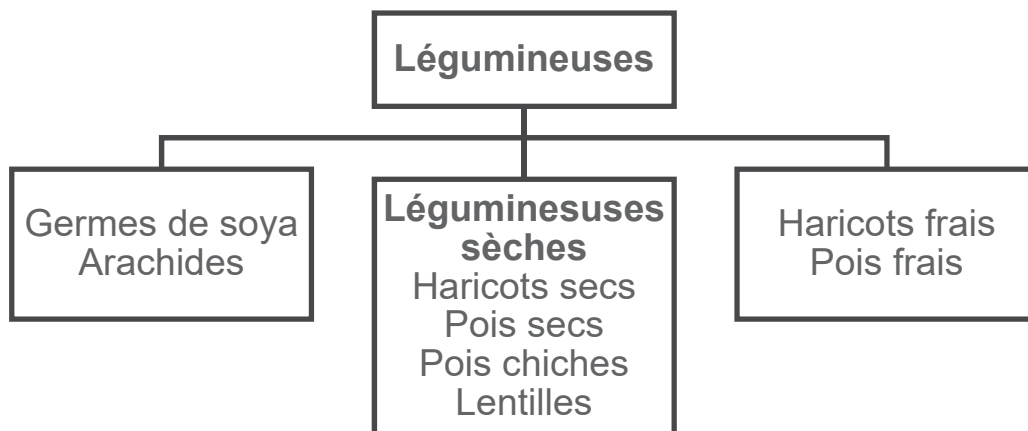 Légumineuses
Germes de soya
Arachides
Léguminesuses
sèches
Haricots secs
Pois secs
Pois chiches
Lentilles
Haricots frais
Pois frais